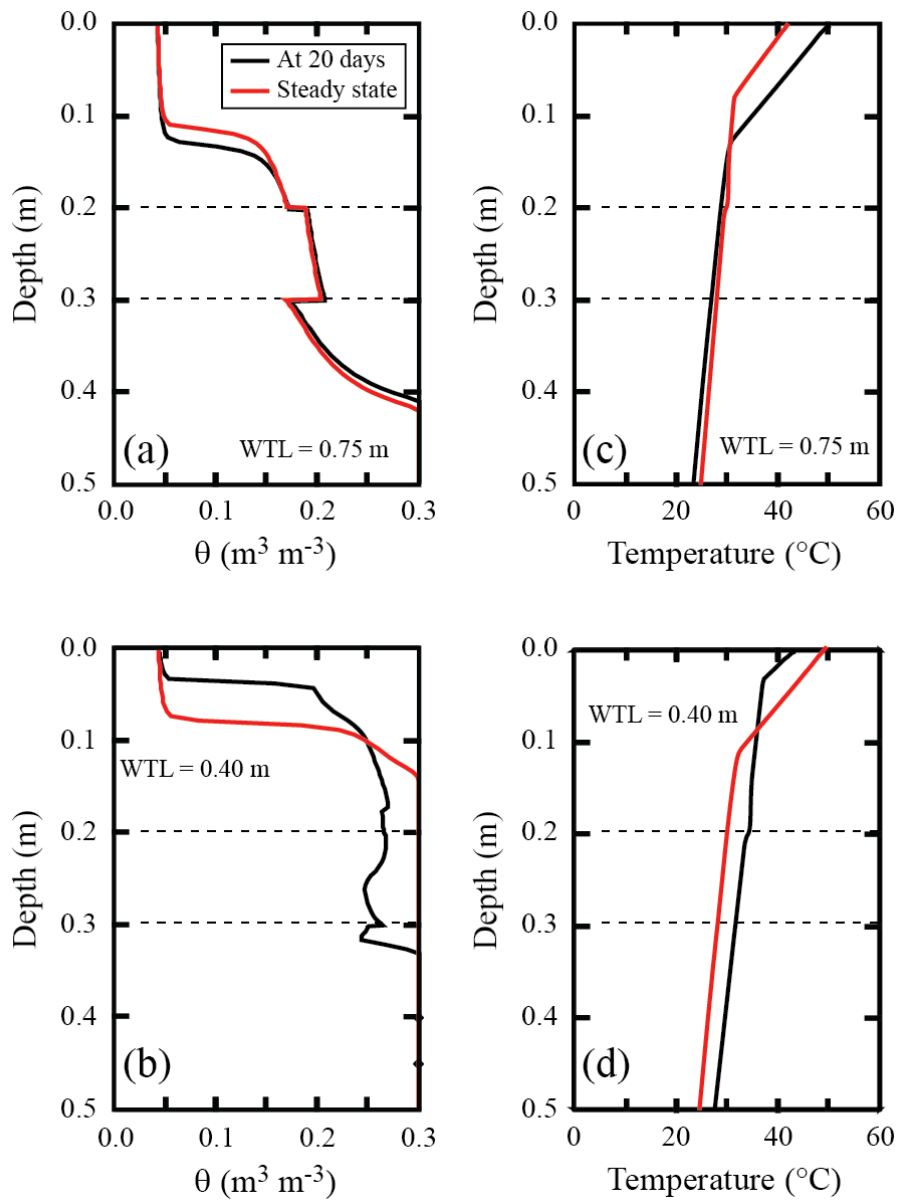 0.0
0.1
0.2
0.3
0.4
0.5
Depth (m)
At 20 days
Steady state
(a)
WTL = 0.75 m
0.0
0.1
0.2
0.3
θ (m³ m⁻³)
0.0
0.1
0.2
0.3
0.4
0.5
Depth (m)
(c)
WTL = 0.75 m
0
20
40
60
Temperature (°C)
0.0
0.1
0.2
0.3
0.4
0.5
Depth (m)
WTL = 0.40 m
(b)
0.0
0.1
0.2
0.3
θ (m³ m⁻³)
0.0
0.1
0.2
0.3
0.4
0.5
Depth (m)
WTL = 0.40 m
(d)
0
20
40
60
Temperature (°C)